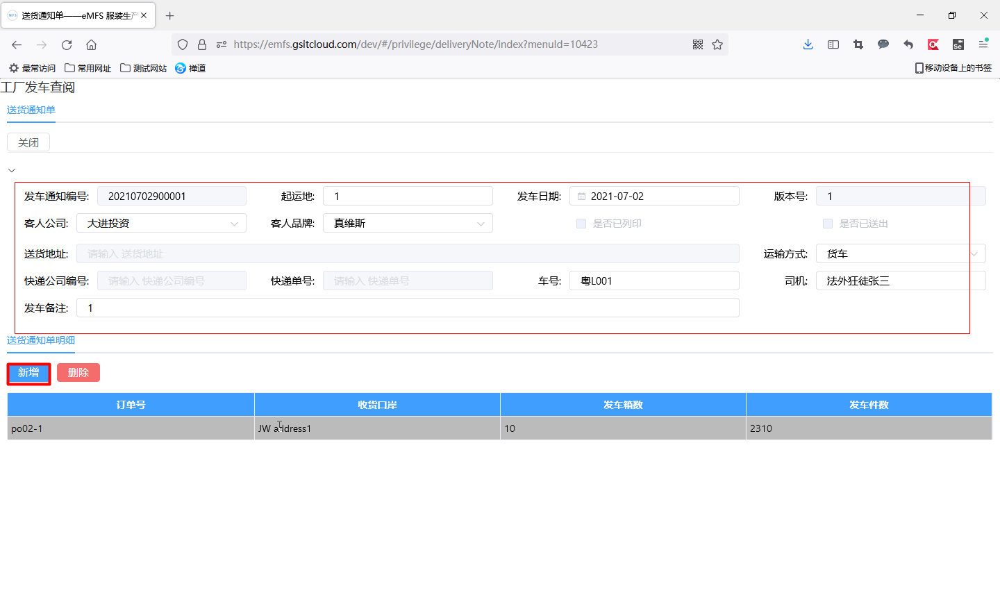 送货通知单——eMFS 服装生产
https://emfs.gsitcloud.com/dev/#/privilege/deliveryNote/index?menuId=10423
最常访问 常用网址 测试网站 禅道 移动设备上的书签
工厂发车查阅
送货通知单
关闭
发车通知编号: 20210702900001 起运地: 1 发车日期: 2021-07-02 版本号: 1
客人公司: 大进投资 客人品牌: 真维斯 是否已列印 是否已送出
送货地址: 请输入 送货地址 运输方式: 货车
快递公司编号: 请输入 快递公司编号 快递单号: 请输入 快递单号 车号: 粤L001 司机: 法外狂徒张三
发车备注: 1
送货通知单明细
新增 删除
订单号 收货口岸 发车箱数 发车件数
po02-1 JW address1 10 2310